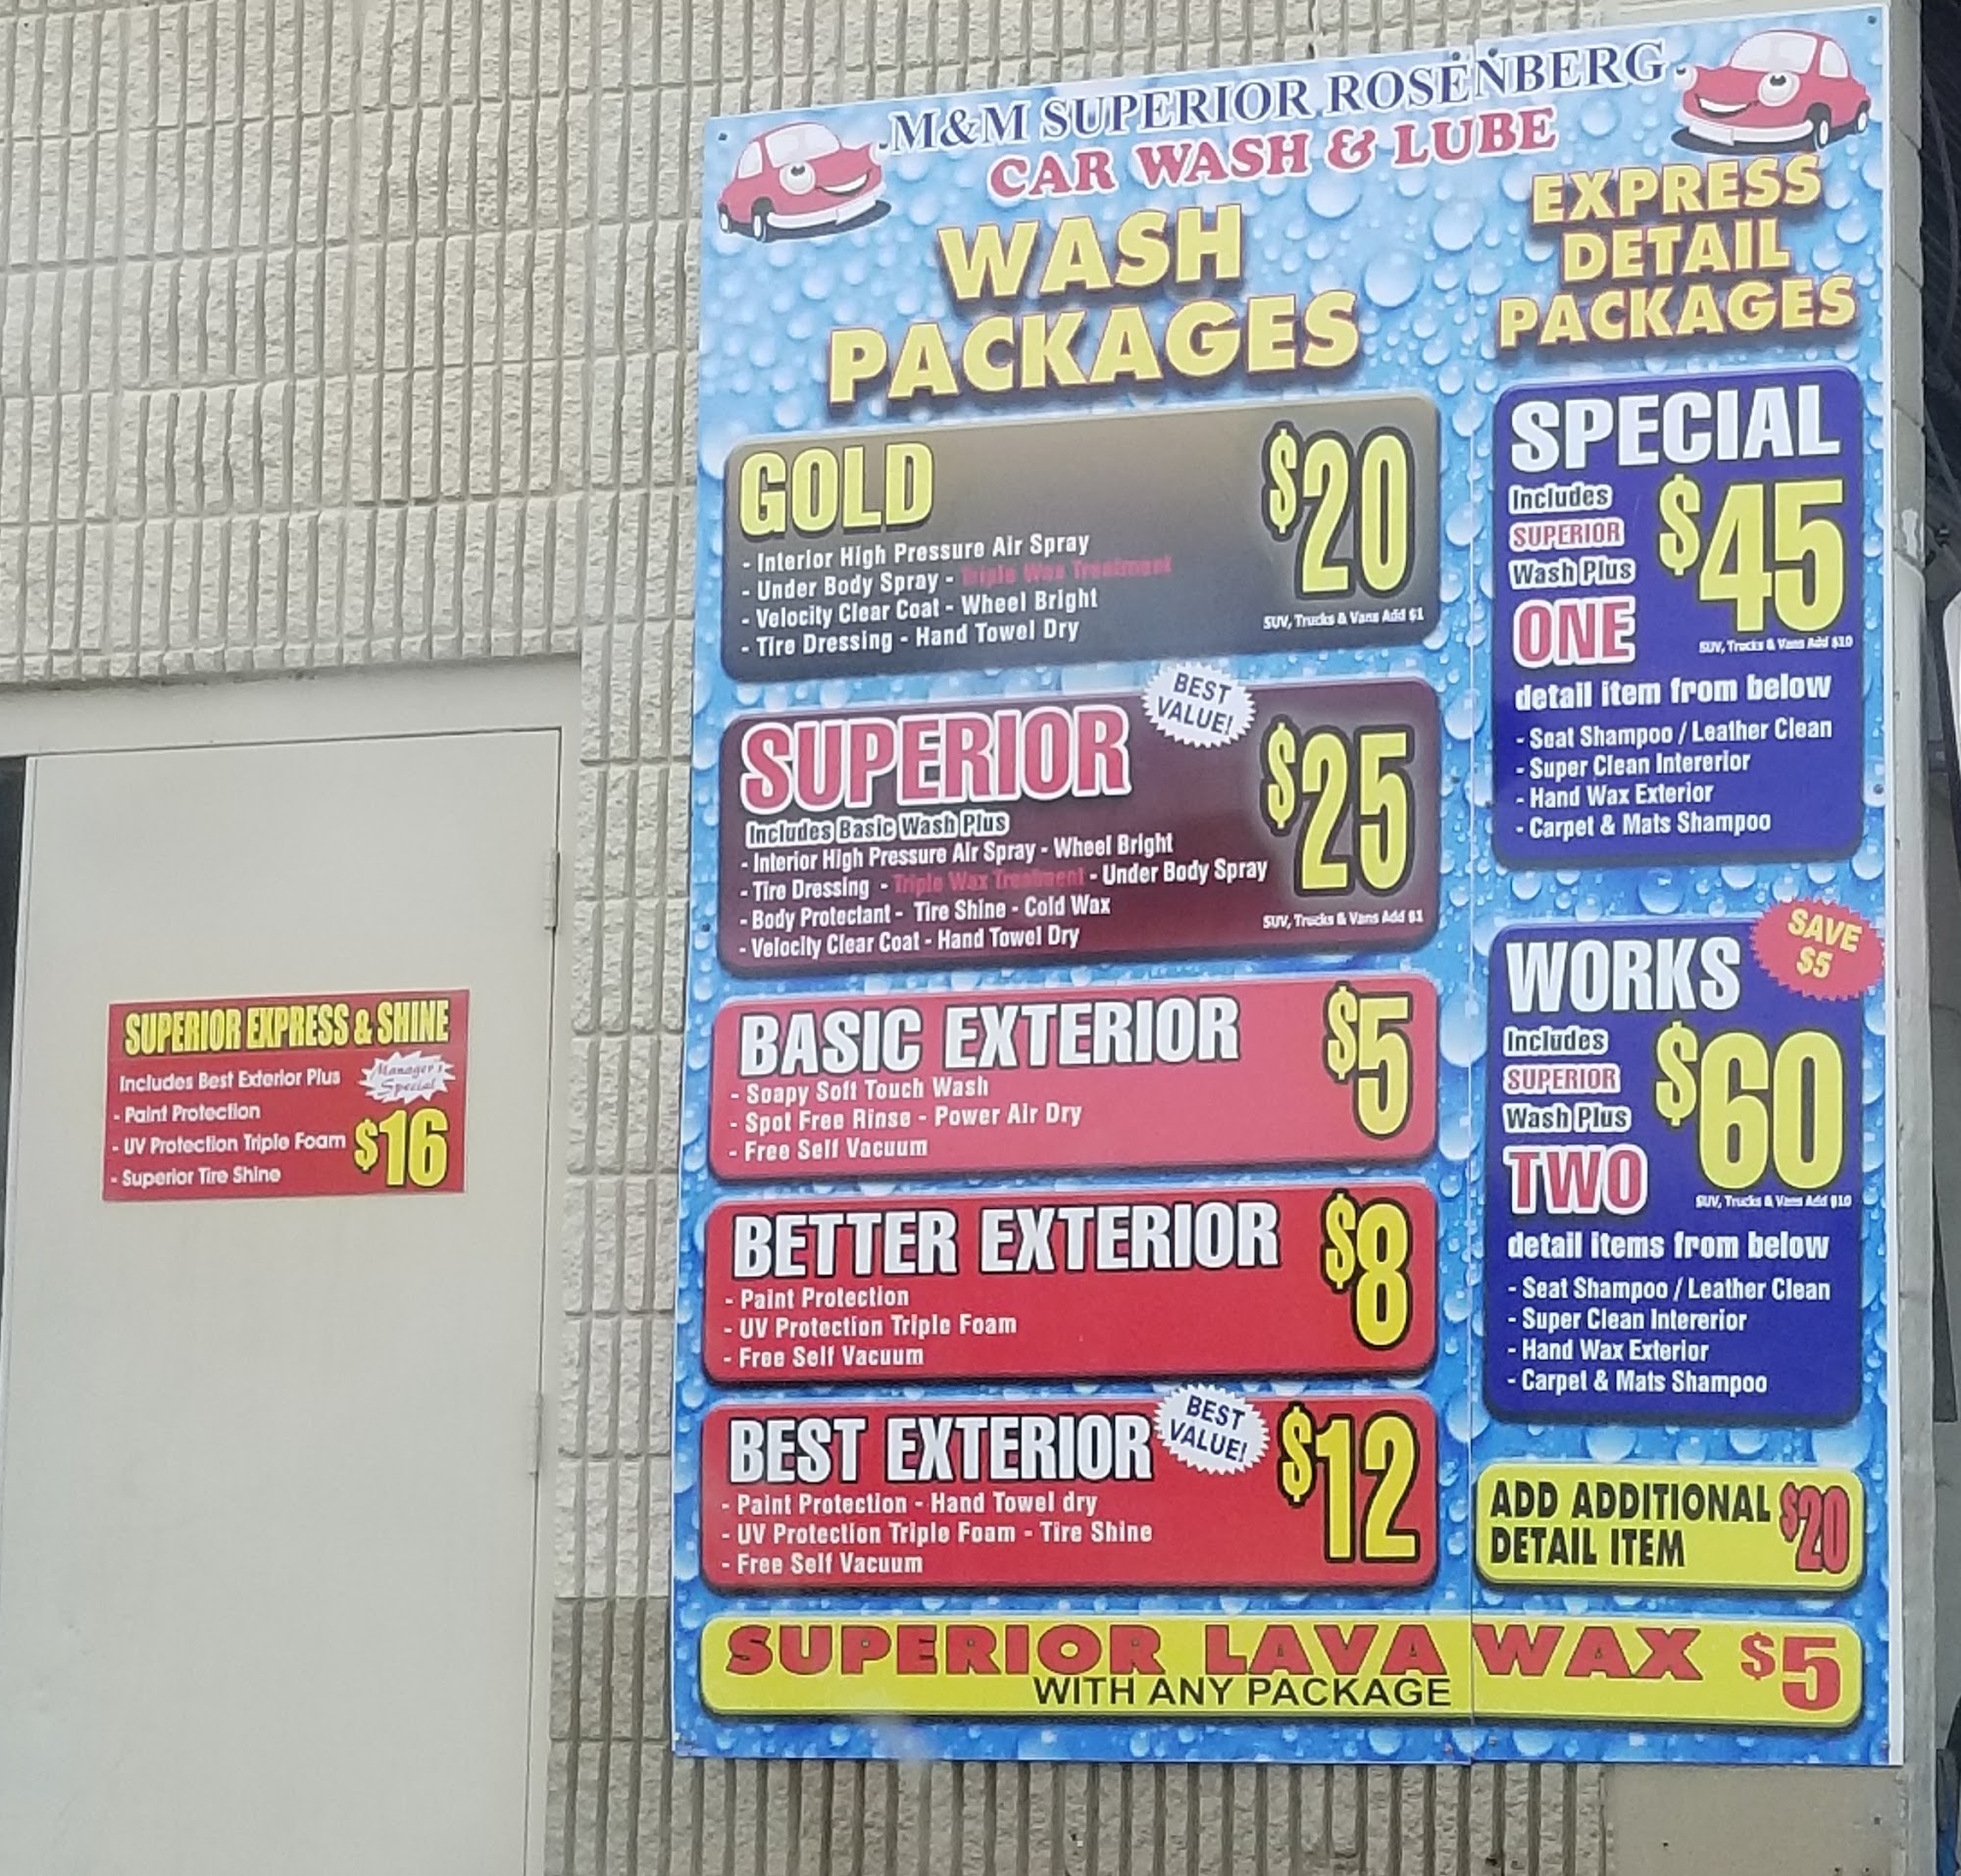 M&M SUPERIOR ROSENBERG
CAR WASH & LUBE
WASH
PACKAGES
GOLD
$20
- Interior High Pressure Air Spray
- Under Body Spray - Triple Wax Treatment
- Velocity Clear Coat - Wheel Bright
- Tire Dressing - Hand Towel Dry
SUV, Trucks & Vans Add $1
BEST
VALUE!
SUPERIOR
$25
Includes Basic Wash Plus
- Interior High Pressure Air Spray - Wheel Bright
- Tire Dressing - Triple Wax Treatment - Under Body Spray
- Body Protectant - Tire Shine - Cold Wax
- Velocity Clear Coat - Hand Towel Dry
SUV, Trucks & Vans Add $1
BASIC EXTERIOR
$5
- Soapy Soft Touch Wash
- Spot Free Rinse - Power Air Dry
- Free Self Vacuum
BETTER EXTERIOR
$8
- Paint Protection
- UV Protection Triple Foam
- Free Self Vacuum
BEST EXTERIOR
BEST
VALUE!
$12
- Paint Protection - Hand Towel dry
- UV Protection Triple Foam - Tire Shine
- Free Self Vacuum
EXPRESS
DETAIL
PACKAGES
SPECIAL
Includes
SUPERIOR
Wash Plus
$45
ONE
SUV, Trucks & Vans Add $10
detail item from below
- Seat Shampoo / Leather Clean
- Super Clean Intererior
- Hand Wax Exterior
- Carpet & Mats Shampoo
SAVE
$5
WORKS
Includes
SUPERIOR
Wash Plus
$60
TWO
SUV, Trucks & Vans Add $10
detail items from below
- Seat Shampoo / Leather Clean
- Super Clean Intererior
- Hand Wax Exterior
- Carpet & Mats Shampoo
ADD ADDITIONAL
DETAIL ITEM
$20
SUPERIOR LAVA WAX $5
WITH ANY PACKAGE
SUPERIOR EXPRESS & SHINE
Includes Best Exterior Plus
Manager's
Special
- Paint Protection
- UV Protection Triple Foam
- Superior Tire Shine
$16